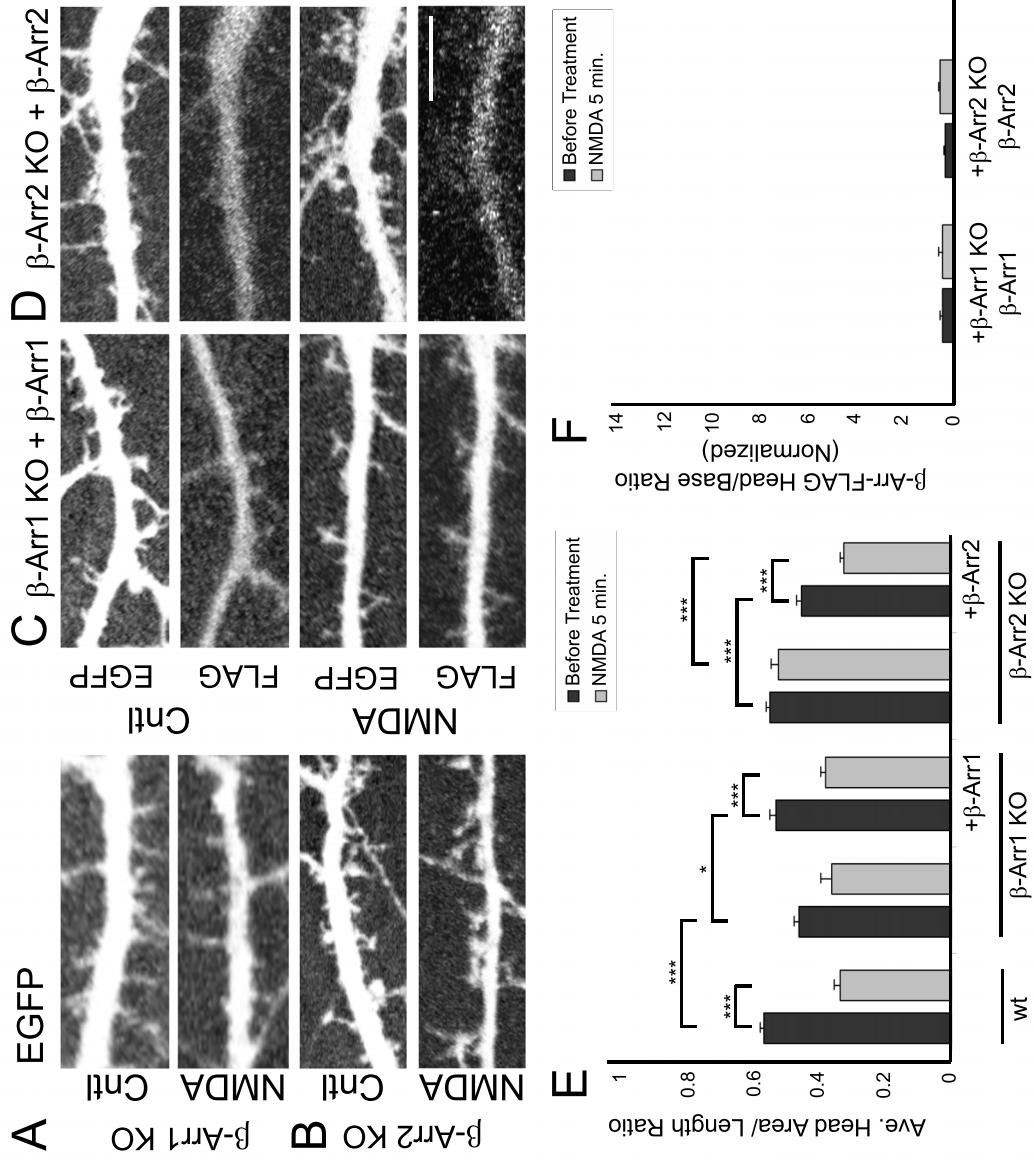 A
EGFP
β-Arr1 KO
Cntl
NMDA
B
β-Arr2 KO
Cntl
NMDA
C
β-Arr1 KO + β-Arr1
D
β-Arr2 KO + β-Arr2
Cntl
EGFP
FLAG
NMDA
EGFP
FLAG
E
Before Treatment
NMDA 5 min.
Ave. Head Area/ Length Ratio
1
0.8
0.6
0.4
0.2
0
***
***
*
***
***
***
***
+β-Arr1
+β-Arr2
wt
β-Arr1 KO
β-Arr2 KO
F
Before Treatment
NMDA 5 min.
β-Arr-FLAG Head/Base Ratio
(Normalized)
14
12
10
8
6
4
2
0
+β-Arr1 KO
β-Arr1
+β-Arr2 KO
β-Arr2